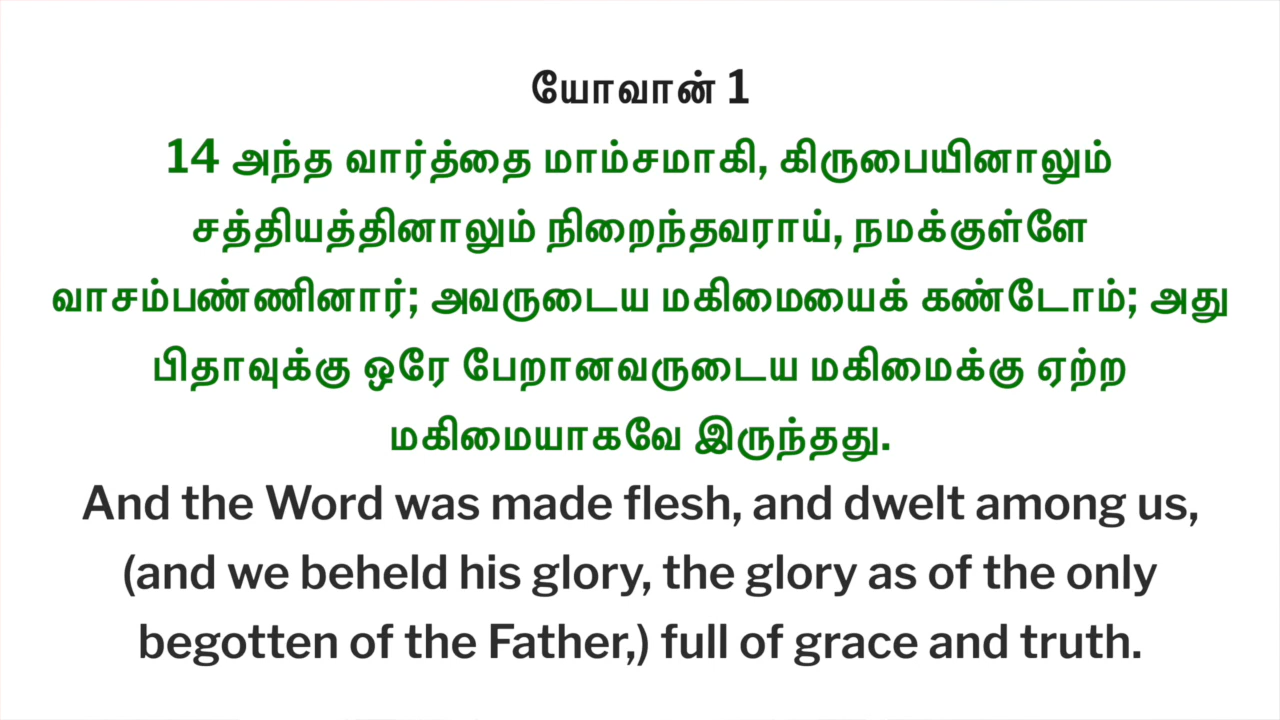 யோவான் 1
14 அந்த வார்த்தை மாம்சமாகி, கிருபையினாலும்
சத்தியத்தினாலும் நிறைந்தவராய், நமக்குள்ளே
வாசம்பண்ணினார்; அவருடைய மகிமையைக் கண்டோம்; அது
பிதாவுக்கு ஒரே பேறானவருடைய மகிமைக்கு ஏற்ற
மகிமையாகவே இருந்தது.
And the Word was made flesh, and dwelt among us,
(and we beheld his glory, the glory as of the only
begotten of the Father,) full of grace and truth.